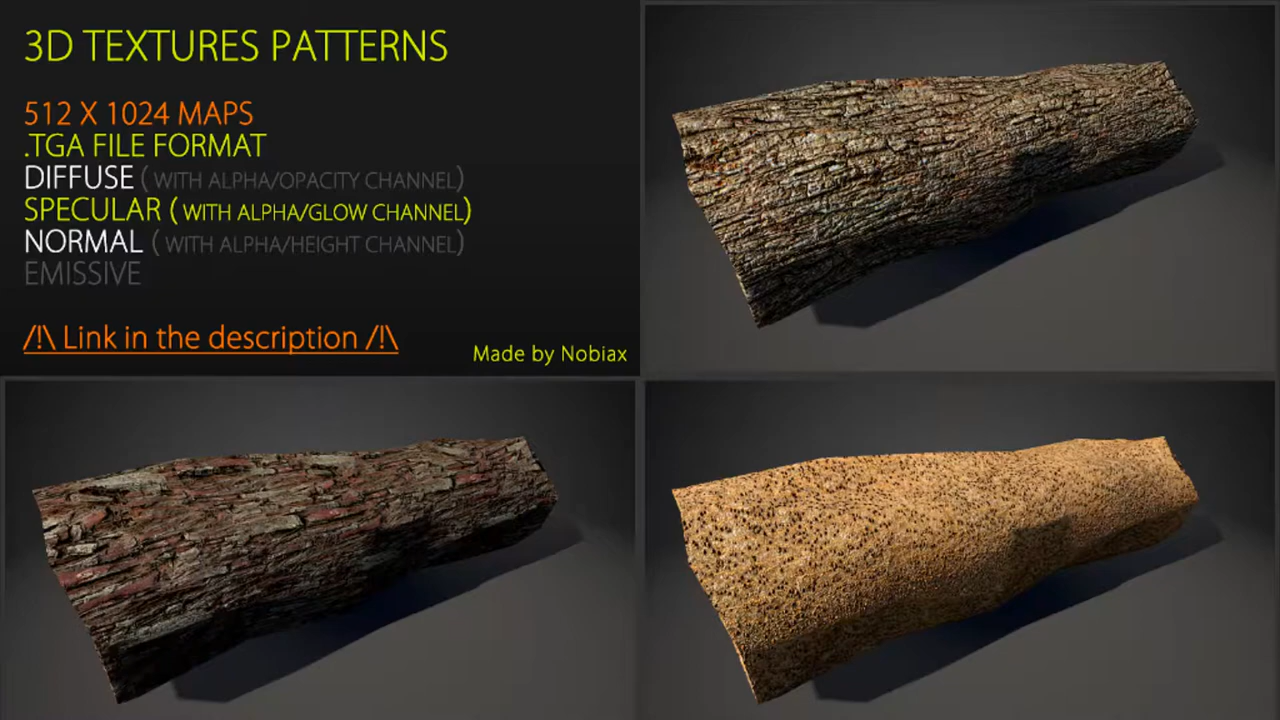 3D TEXTURES PATTERNS
512 X 1024 MAPS
.TGA FILE FORMAT
DIFFUSE ( WITH ALPHA/OPACITY CHANNEL)
SPECULAR ( WITH ALPHA/GLOW CHANNEL)
NORMAL ( WITH ALPHA/HEIGHT CHANNEL)
EMISSIVE
/!\ Link in the description /!\
Made by Nobiax